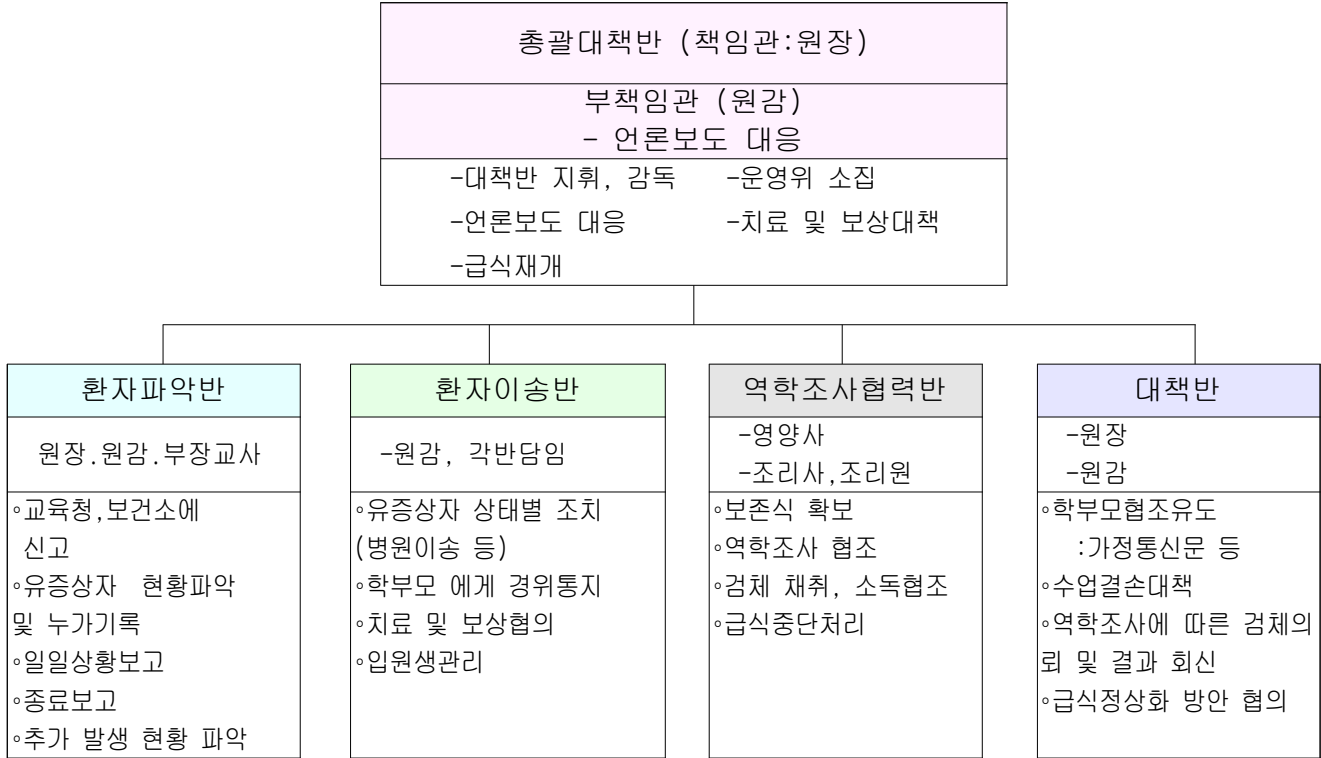 총괄대책반 (책임관:원장)
부책임관 (원감)
- 언론보도 대응
-대책반 지휘, 감독 -운영위 소집
-언론보도 대응 -치료 및 보상대책
-급식재개
환자파악반
원장.원감.부장교사
◦교육청,보건소에
신고
◦유증상자 현황파악
및 누가기록
◦일일상황보고
◦종료보고
◦추가 발생 현황 파악
환자이송반
-원감, 각반담임
◦유증상자 상태별 조치
(병원이송 등)
◦학부모 에게 경위통지
◦치료 및 보상협의
◦입원생관리
역학조사협력반
-영양사
-조리사,조리원
◦보존식 확보
◦역학조사 협조
◦검체 채취, 소독협조
◦급식중단처리
대책반
-원장
-원감
◦학부모협조유도
:가정통신문 등
◦수업결손대책
◦역학조사에 따른 검체의
뢰 및 결과 회신
◦급식정상화 방안 협의